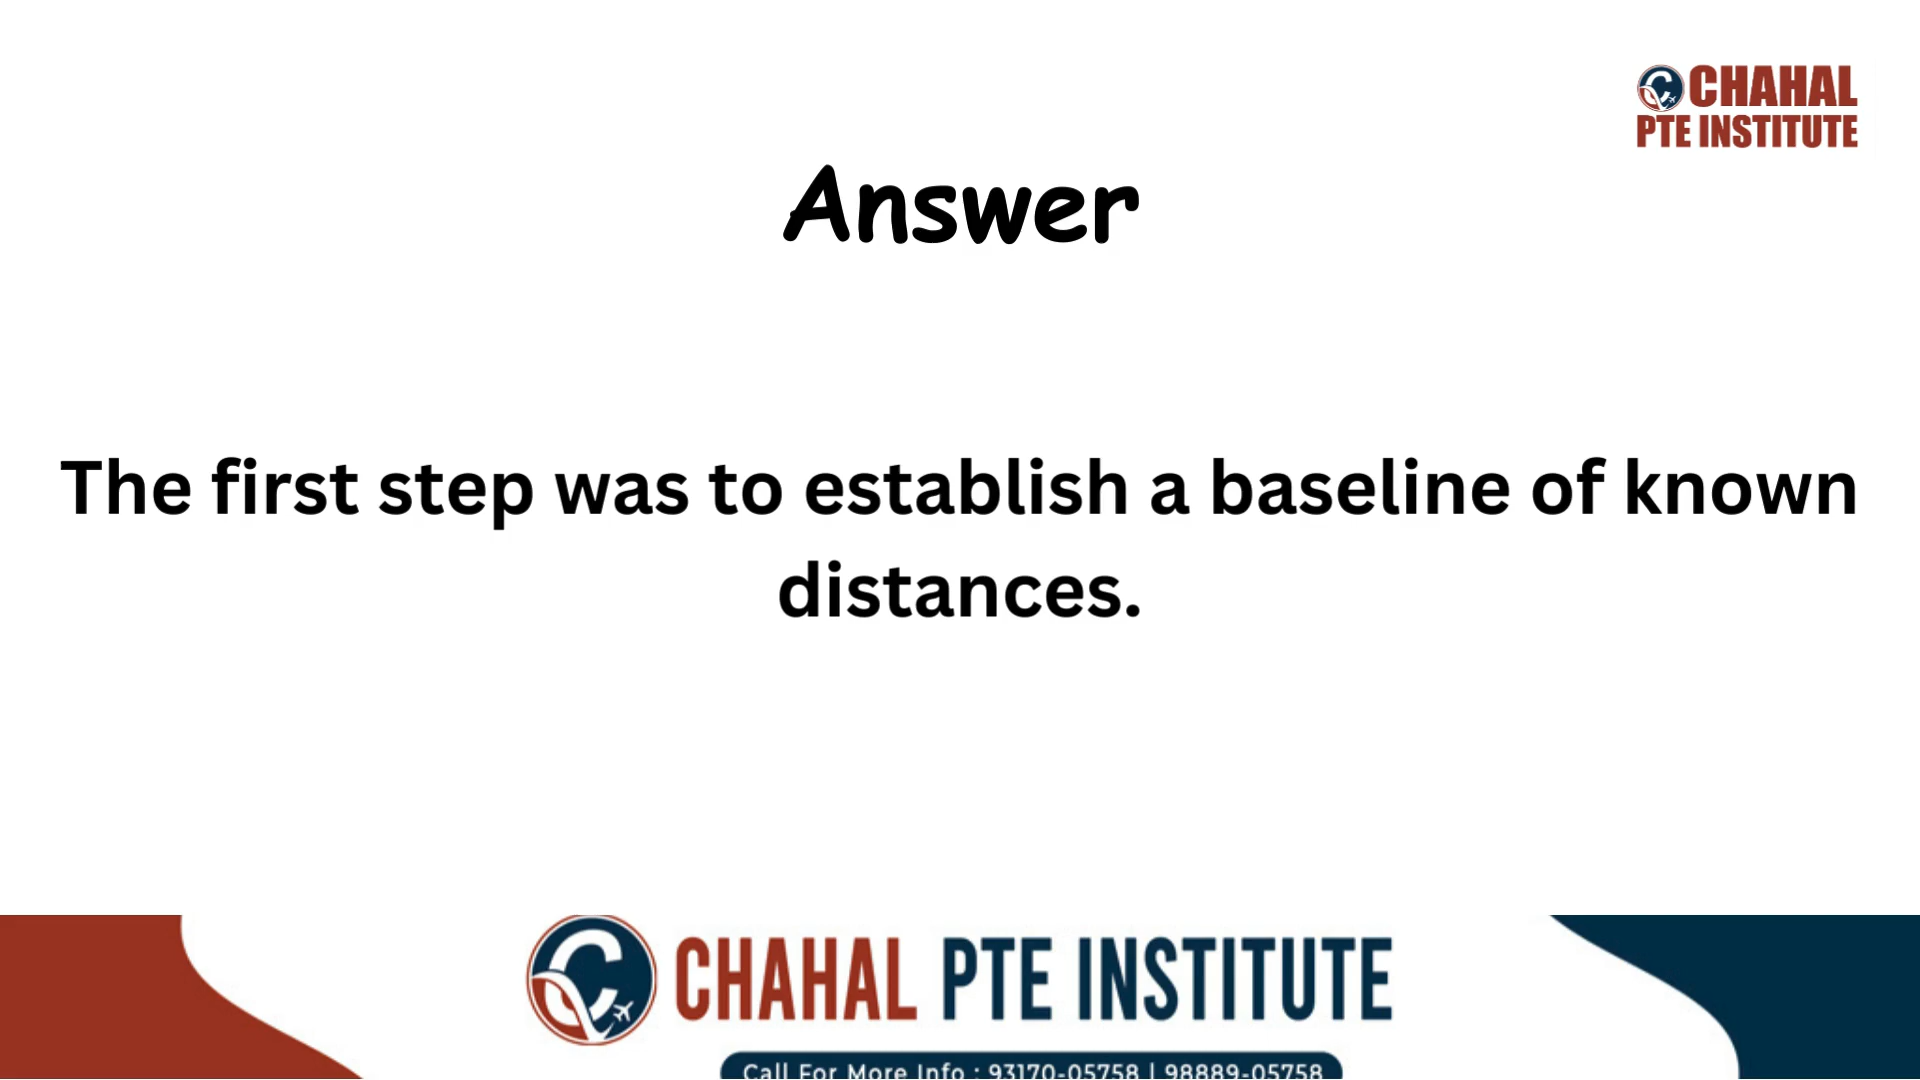 CHAHAL
PTE INSTITUTE
Answer
The first step was to establish a baseline of known
distances.
CHAHAL PTE INSTITUTE
Call For More Info : 93170-05758 | 98889-05758